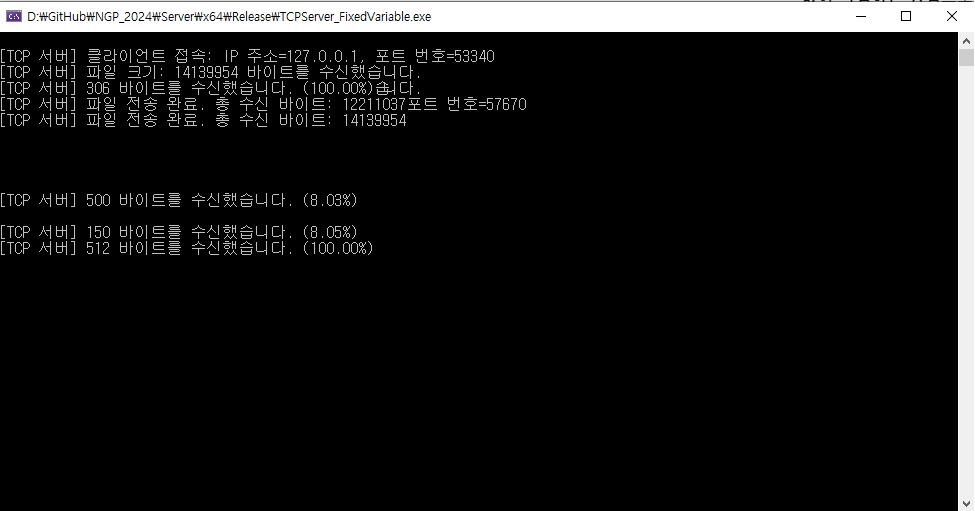 D:₩GitHub₩NGP_2024₩Server₩x64₩Release₩TCPServer_FixedVariable.exe
[TCP 서버] 클라이언트 접속: IP 주소=127.0.0.1, 포트 번호=53340
[TCP 서버] 파일 크기: 14139954 바이트를 수신했습니다.
[TCP 서버] 306 바이트를 수신했습니다. (100.00%)습니다.
[TCP 서버] 파일 전송 완료. 총 수신 바이트: 12211037포트 번호=57670
[TCP 서버] 파일 전송 완료. 총 수신 바이트: 14139954
[TCP 서버] 500 바이트를 수신했습니다. (8.03%)
[TCP 서버] 150 바이트를 수신했습니다. (8.05%)
[TCP 서버] 512 바이트를 수신했습니다. (100.00%)